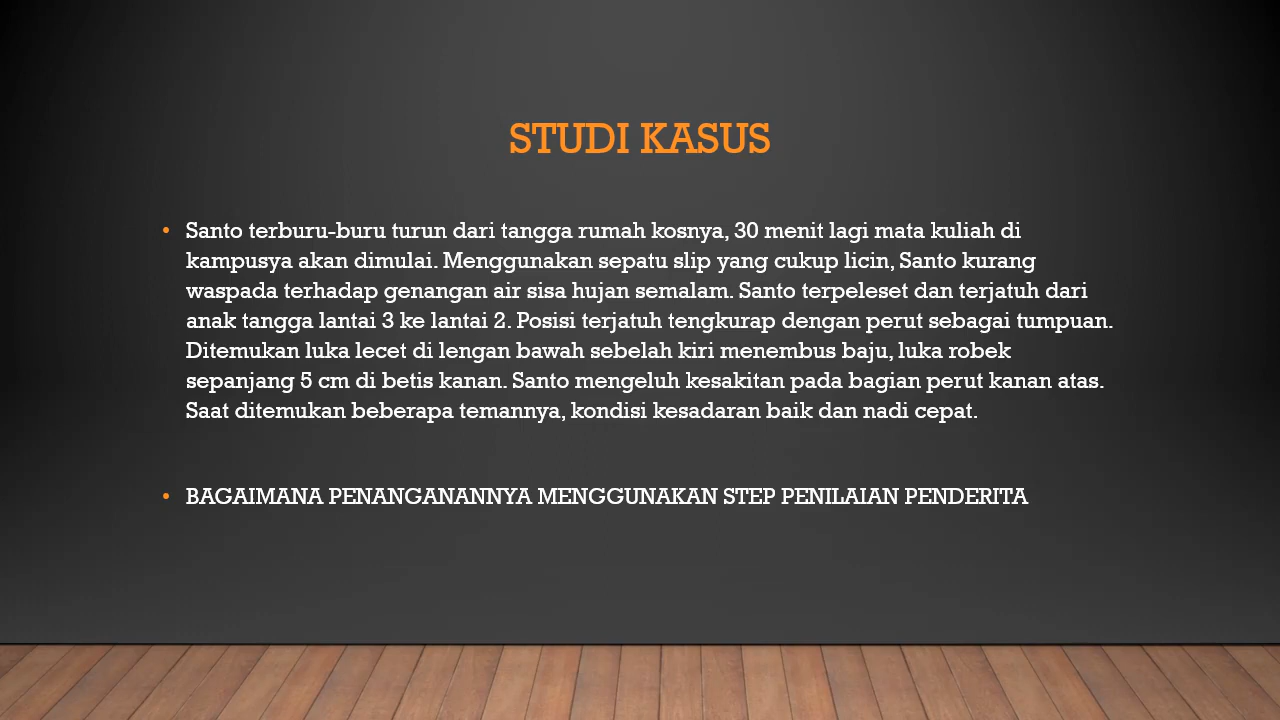 STUDI KASUS
• Santo terburu-buru turun dari tangga rumah kosnya, 30 menit lagi mata kuliah di
kampusya akan dimulai. Menggunakan sepatu slip yang cukup licin, Santo kurang
waspada terhadap genangan air sisa hujan semalam. Santo terpeleset dan terjatuh dari
anak tangga lantai 3 ke lantai 2. Posisi terjatuh tengkurap dengan perut sebagai tumpuan.
Ditemukan luka lecet di lengan bawah sebelah kiri menembus baju, luka robek
sepanjang 5 cm di betis kanan. Santo mengeluh kesakitan pada bagian perut kanan atas.
Saat ditemukan beberapa temannya, kondisi kesadaran baik dan nadi cepat.
• BAGAIMANA PENANGANANNYA MENGGUNAKAN STEP PENILAIAN PENDERITA